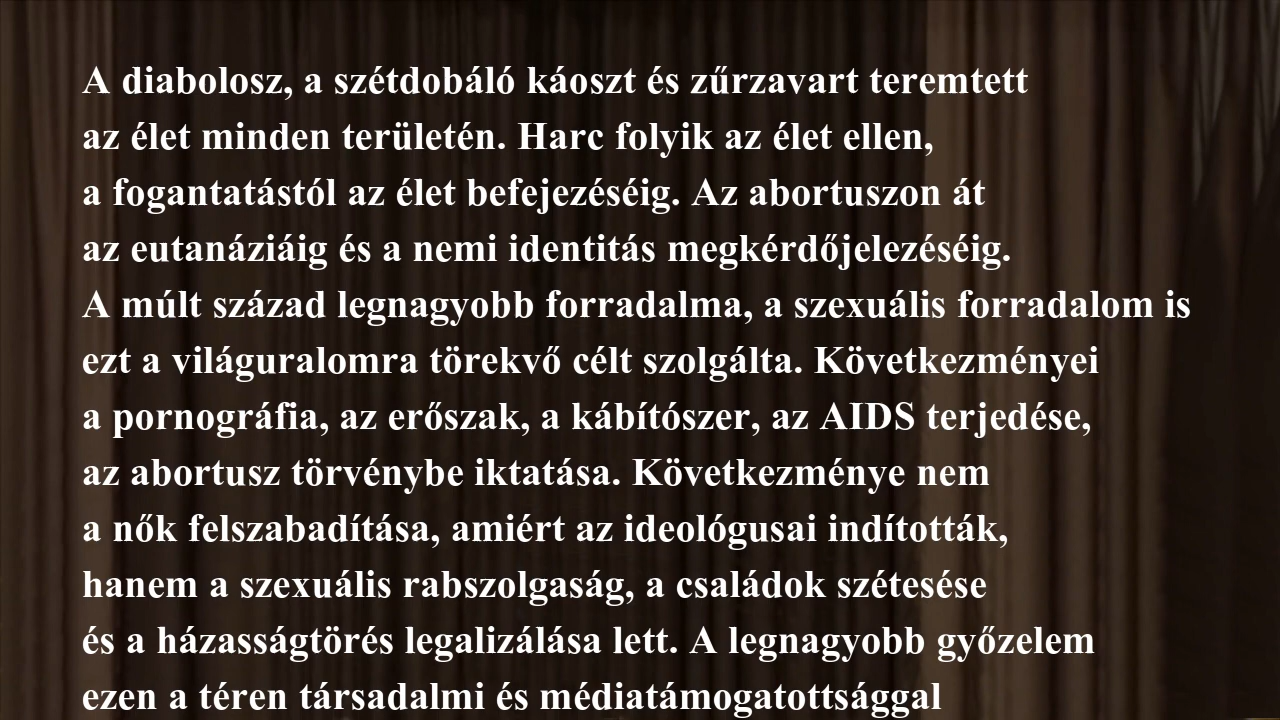 A diabolosz, a szétdobáló káoszt és zűrzavart teremtett
az élet minden területén. Harc folyik az élet ellen,
a fogantatástól az élet befejezéséig. Az abortuszon át
az eutanáziáig és a nemi identitás megkérdőjelezéséig.
A múlt század legnagyobb forradalma, a szexuális forradalom is
ezt a világuralomra törekvő célt szolgálta. Következményei
a pornográfia, az erőszak, a kábítószer, az AIDS terjedése,
az abortusz törvénybe iktatása. Következménye nem
a nők felszabadítása, amiért az ideológusai indították,
hanem a szexuális rabszolgaság, a családok szétesése
és a házasságtörés legalizálása lett. A legnagyobb győzelem
ezen a téren társadalmi és médiatámogatottsággal